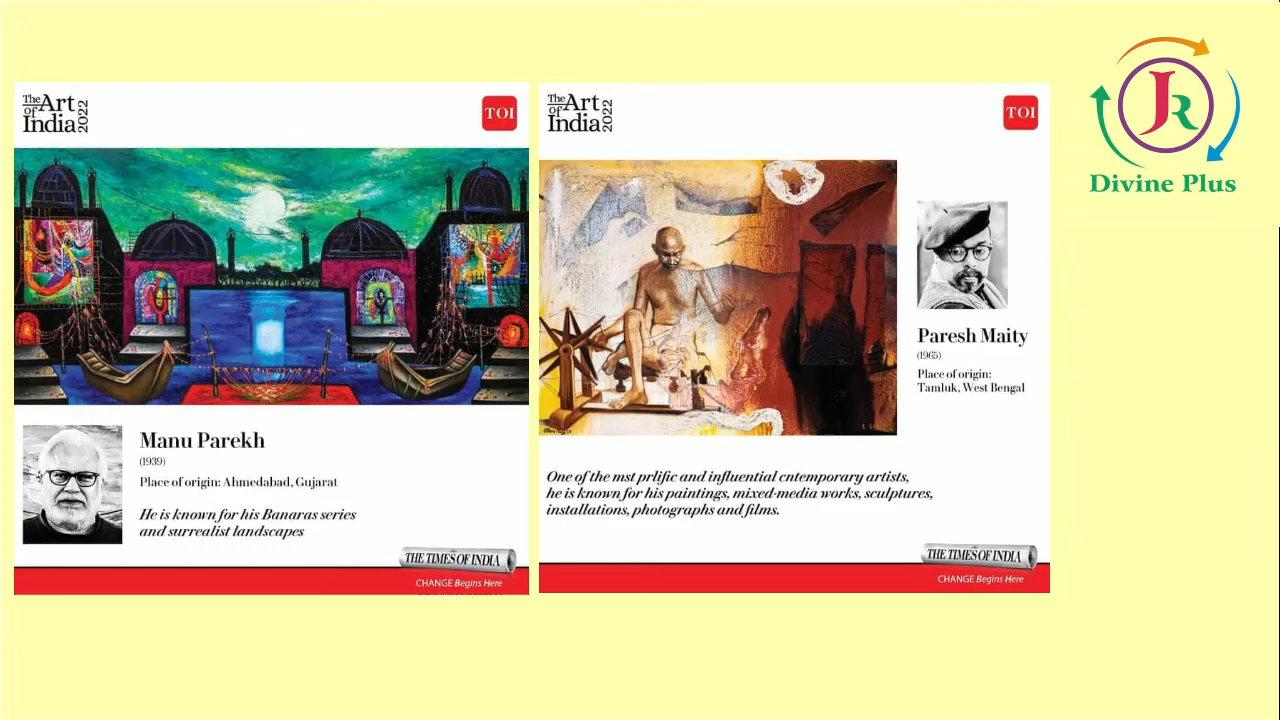 The Art of India 2022
TOI
Manu Parekh
(1939)
Place of origin: Ahmedabad, Gujarat
He is known for his Banaras series
and surrealist landscapes
THE TIMES OF INDIA
CHANGE Begins Here
The Art of India 2022
TOI
Paresh Maity
(1965)
Place of origin:
Tamluk, West Bengal
One of the mst prlific and influential cntemporary artists,
he is known for his paintings, mixed-media works, sculptures,
installations, photographs and films.
THE TIMES OF INDIA
CHANGE Begins Here
JR
Divine Plus